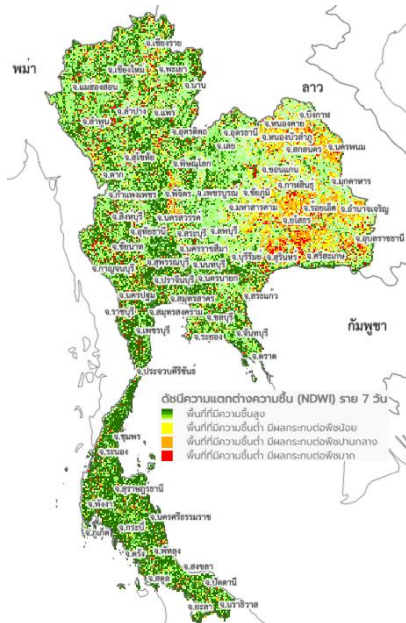 จ.เชียงราย
พม่า
ลาว
จ.เชียงใหม่
จ.พะเยา
จ.แม่ฮ่องสอน
จ.น่าน
จ.บึงกาฬ
จ.ลำปาง
จ.แพร่
จ.หนองคาย
จ.ลำพูน
จ.อุตรดิตถ์
จ.อุดรธานี
จ.หนองบัวลำภู
จ.นครพนม
จ.สุโขทัย
จ.เลย
จ.สกลนคร
จ.พิษณุโลก
จ.ขอนแก่น
จ.ตาก
จ.มุกดาหาร
จ.กำแพงเพชร
จ.พิจิตร
จ.เพชรบูรณ์
จ.ชัยภูมิ
จ.กาฬสินธุ์
จ.มหาสารคาม
จ.ร้อยเอ็ด
จ.อำนาจเจริญ
จ.สิงห์บุรี
จ.นครสวรรค์
จ.ยโสธร
จ.อุทัยธานี
จ.สระบุรี
จ.ลพบุรี
จ.อุบลราชธานี
จ.ชัยนาท
จ.นครราชสีมา
จ.บุรีรัมย์
จ.สุรินทร์
จ.ศรีสะเกษ
จ.สุพรรณบุรี
จ.นนทบุรี
จ.กาญจนบุรี
จ.ปราจีนบุรี
จ.นครนายก
จ.สระแก้ว
จ.นครปฐม
จ.สมุทรสาคร
จ.ราชบุรี
จ.สมุทรสงคราม
จ.ชลบุรี
กัมพูชา
จ.เพชรบุรี
จ.ระยอง
จ.จันทบุรี
จ.ตราด
จ.ประจวบคีรีขันธ์
ดัชนีความแตกต่างความชื้น (NDWI) ราย 7 วัน
พื้นที่ที่มีความชื้นสูง
พื้นที่ที่มีความชื้นต่ำ มีผลกระทบต่อพืชน้อย
พื้นที่ที่มีความชื้นต่ำ มีผลกระทบต่อพืชปานกลาง
พื้นที่ที่มีความชื้นต่ำ มีผลกระทบต่อพืชมาก
จ.ชุมพร
จ.ระนอง
จ.สุราษฎร์ธานี
จ.พังงา
จ.นครศรีธรรมราช
จ.ภูเก็ต
จ.กระบี่
จ.ตรัง
จ.พัทลุง
จ.สงขลา
จ.สตูล
จ.ปัตตานี
จ.ยะลา
จ.นราธิวาส